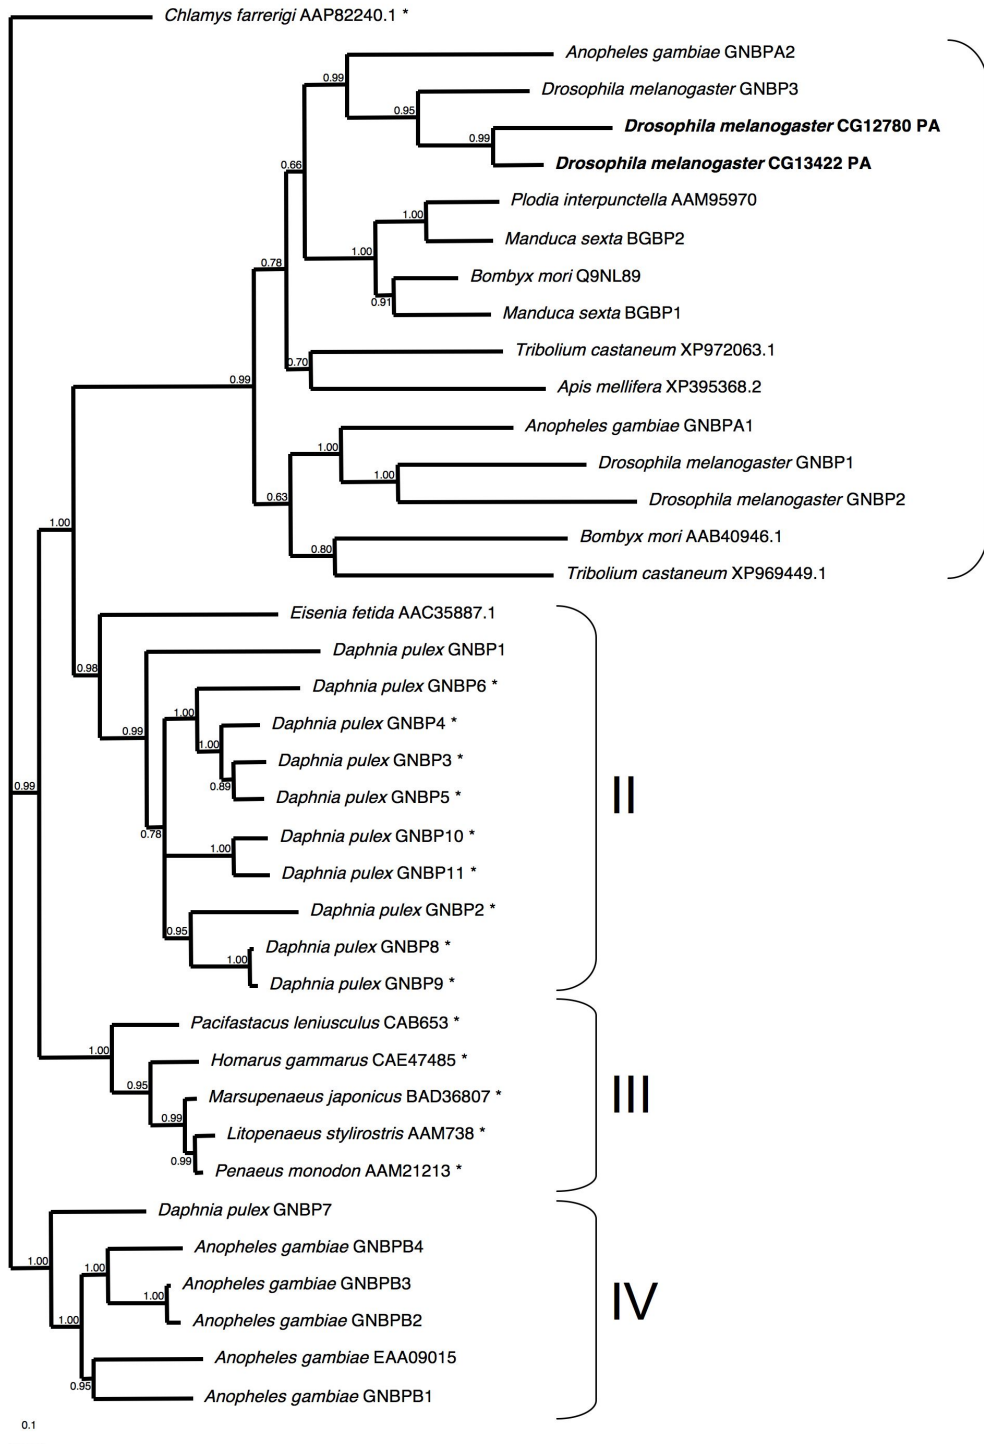 Chlamys farrerigi AAP82240.1 *
Anopheles gambiae GNBPA2
0.99
Drosophila melanogaster GNBP3
0.95
Drosophila melanogaster CG12780 PA
0.99
Drosophila melanogaster CG13422 PA
0.66
Plodia interpunctella AAM95970
1.00
Manduca sexta BGBP2
1.00
0.78
Bombyx mori Q9NL89
0.91
Manduca sexta BGBP1
Tribolium castaneum XP972063.1
0.70
0.99
Apis mellifera XP395368.2
Anopheles gambiae GNBPA1
1.00
Drosophila melanogaster GNBP1
1.00
0.63
Drosophila melanogaster GNBP2
1.00
Bombyx mori AAB40946.1
0.80
Tribolium castaneum XP969449.1
Eisenia fetida AAC35887.1
Daphnia pulex GNBP1
0.98
Daphnia pulex GNBP6 *
1.00
Daphnia pulex GNBP4 *
0.99
1.00
Daphnia pulex GNBP3 *
0.99
0.89
II
Daphnia pulex GNBP5 *
0.78
Daphnia pulex GNBP10 *
1.00
Daphnia pulex GNBP11 *
Daphnia pulex GNBP2 *
0.95
Daphnia pulex GNBP8 *
1.00
Daphnia pulex GNBP9 *
Pacifastacus leniusculus CAB653 *
1.00
Homarus gammarus CAE47485 *
0.95
III
Marsupenaeus japonicus BAD36807 *
0.99
Litopenaeus stylirostris AAM738 *
0.99
Penaeus monodon AAM21213 *
Daphnia pulex GNBP7
Anopheles gambiae GNBPB4
1.00
1.00
Anopheles gambiae GNBPB3
1.00
IV
Anopheles gambiae GNBPB2
1.00
Anopheles gambiae EAA09015
0.95
Anopheles gambiae GNBPB1
0.1